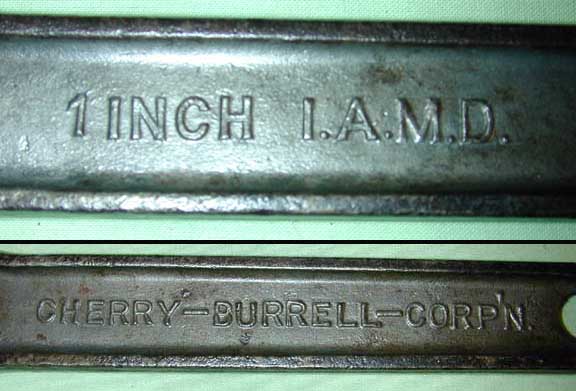 1 INCH I.A.M.D.
CHERRY-BURRELL-CORP'N.